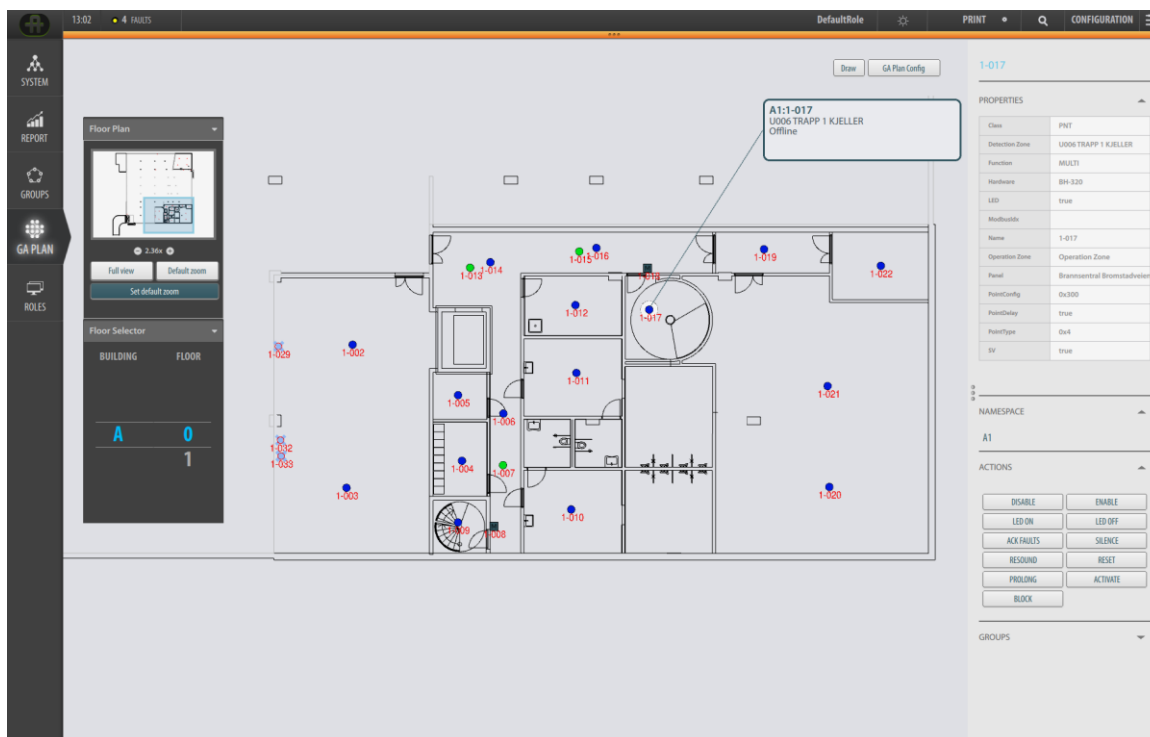 13:02 4 FAULTS DefaultRole PRINT CONFIGURATION
SYSTEM
REPORT
GROUPS
GA PLAN
ROLES
Floor Plan
2.36x
Full view Default zoom
Set default zoom
Floor Selector
BUILDING FLOOR
A 0
1
Draw GA Plan Config
A1:1-017
U006 TRAPP 1 KJELLER
Offline
1-013
1-014
1-015
1-016
1-018
1-019
1-022
1-012
1-017
1-029
1-002
1-011
1-021
1-005
1-006
1-032
1-033
1-004
1-007
1-003
1-020
1-010
1-009
1-008
1-017
PROPERTIES
Class PNT
Detection Zone U006 TRAPP 1 KJELLER
Function MULTI
Hardware BH-320
LED true
ModbusIdx
Name 1-017
Operation Zone Operation Zone
Panel Brannsentral Bromstadveien
PointConfig 0x300
PointDelay true
PointType 0x4
SV true
NAMESPACE
A1
ACTIONS
DISABLE ENABLE
LED ON LED OFF
ACK FAULTS SILENCE
RESOUND RESET
PROLONG ACTIVATE
BLOCK
GROUPS